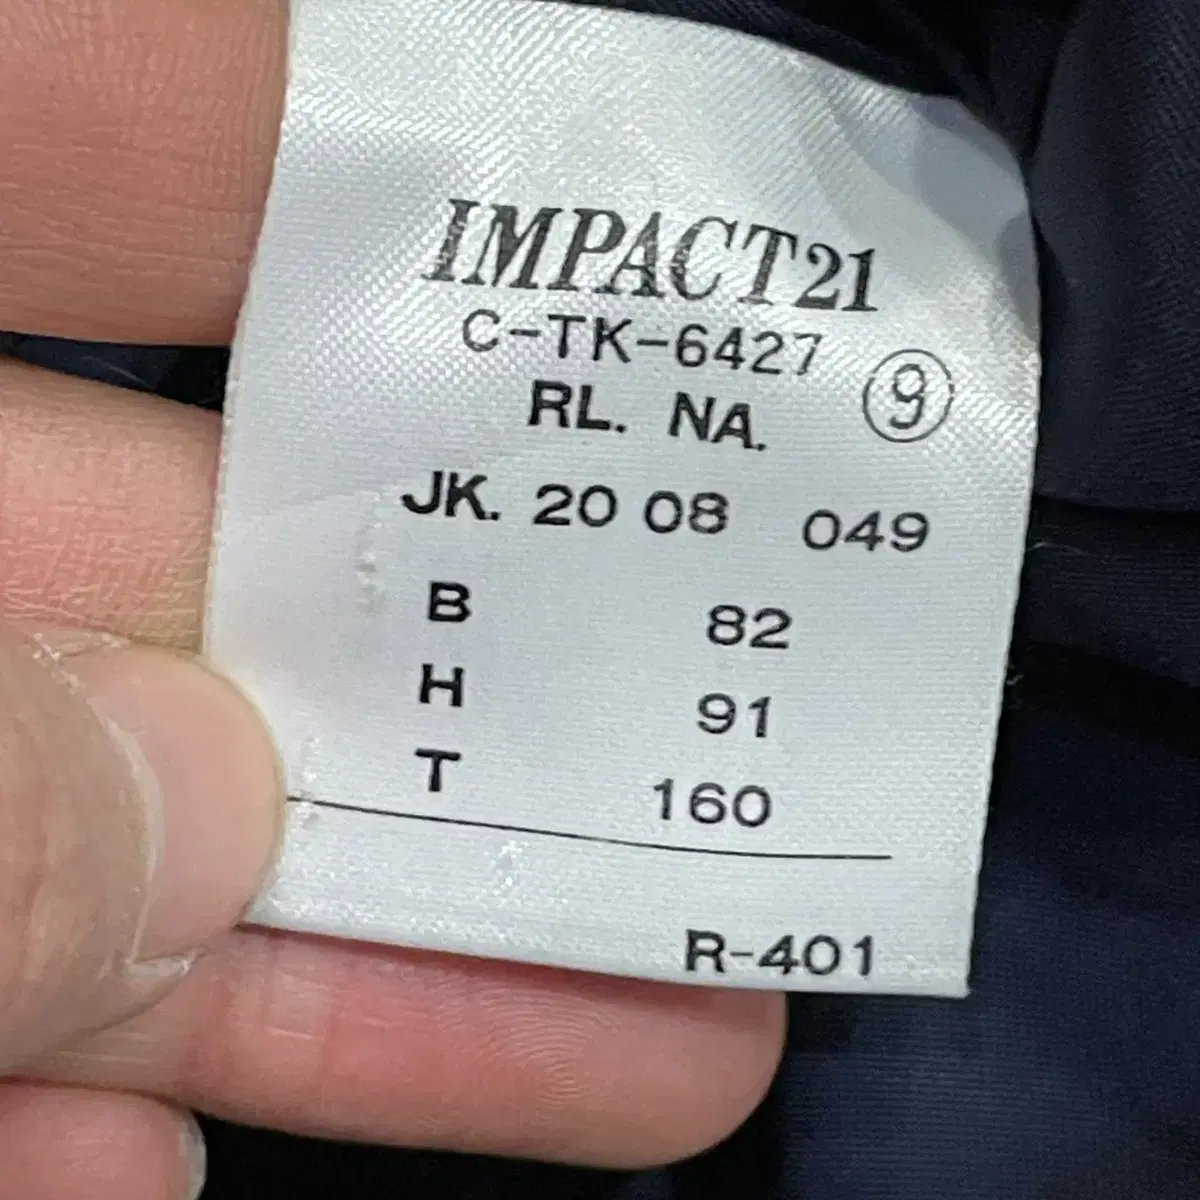 IMPACT21
C-TK-6427 ⑨
RL. NA.
JK. 20 08 049
B 82
H 91
T 160
R-401